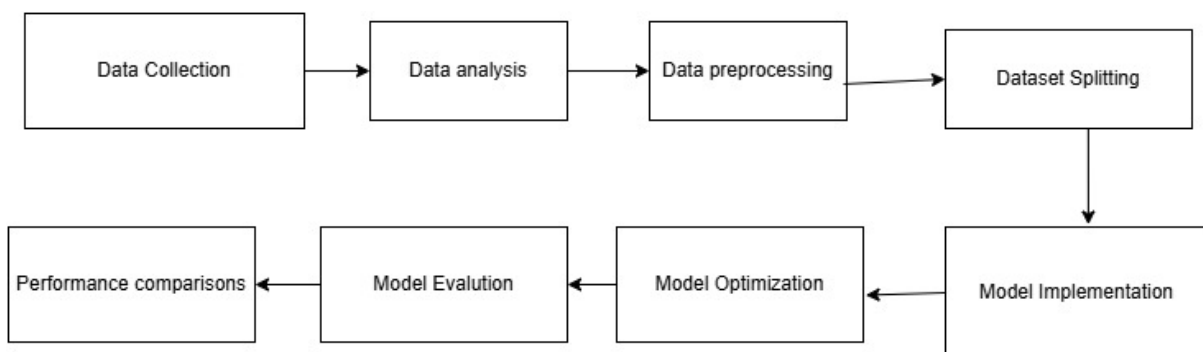 Data Collection
Data analysis
Data preprocessing
Dataset Splitting
Performance comparisons
Model Evalution
Model Optimization
Model Implementation